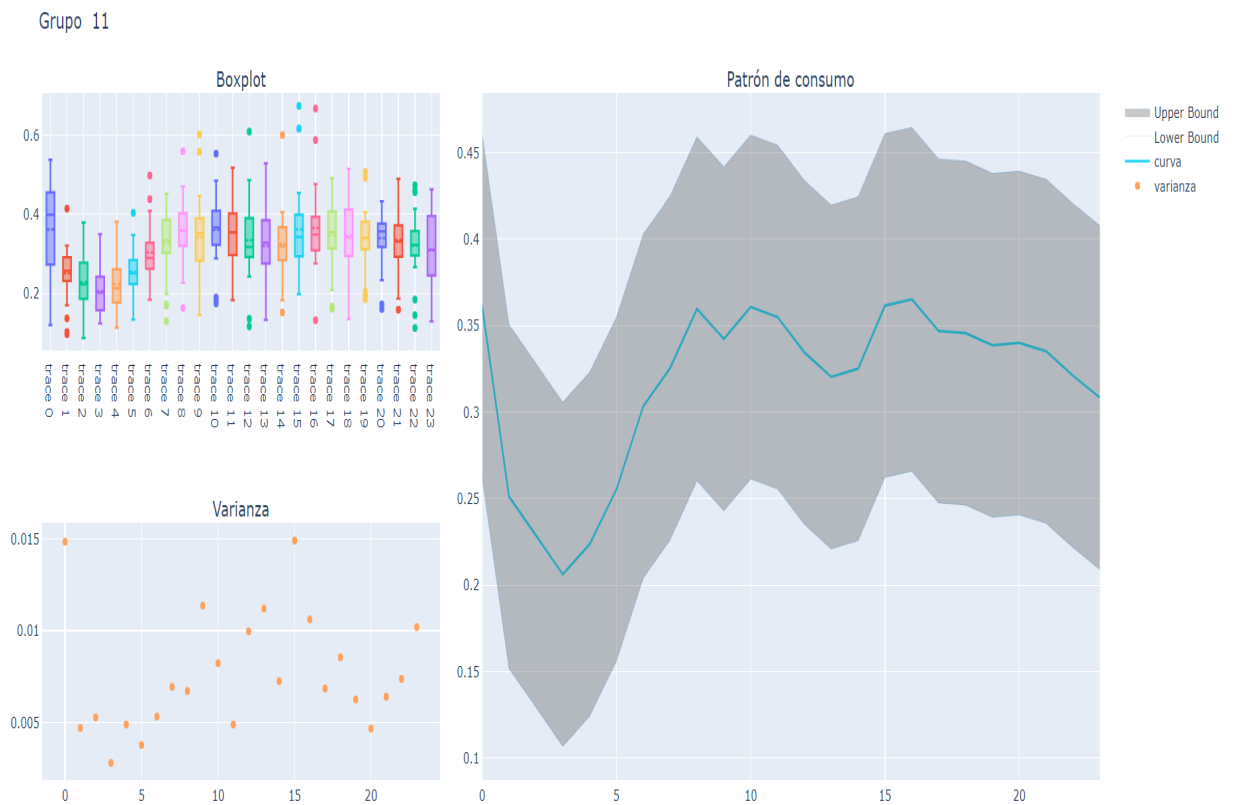 Grupo 11
Boxplot
0.6
0.4
0.2
trace 0
trace 1
trace 2
trace 3
trace 4
trace 5
trace 6
trace 7
trace 8
trace 9
trace 10
trace 11
trace 12
trace 13
trace 14
trace 15
trace 16
trace 17
trace 18
trace 19
trace 20
trace 21
trace 22
trace 23
Varianza
0.015
0.01
0.005
0 5 10 15 20
Patrón de consumo
0.45
0.4
0.35
0.3
0.25
0.2
0.15
0.1
0 5 10 15 20
Upper Bound
Lower Bound
curva
varianza